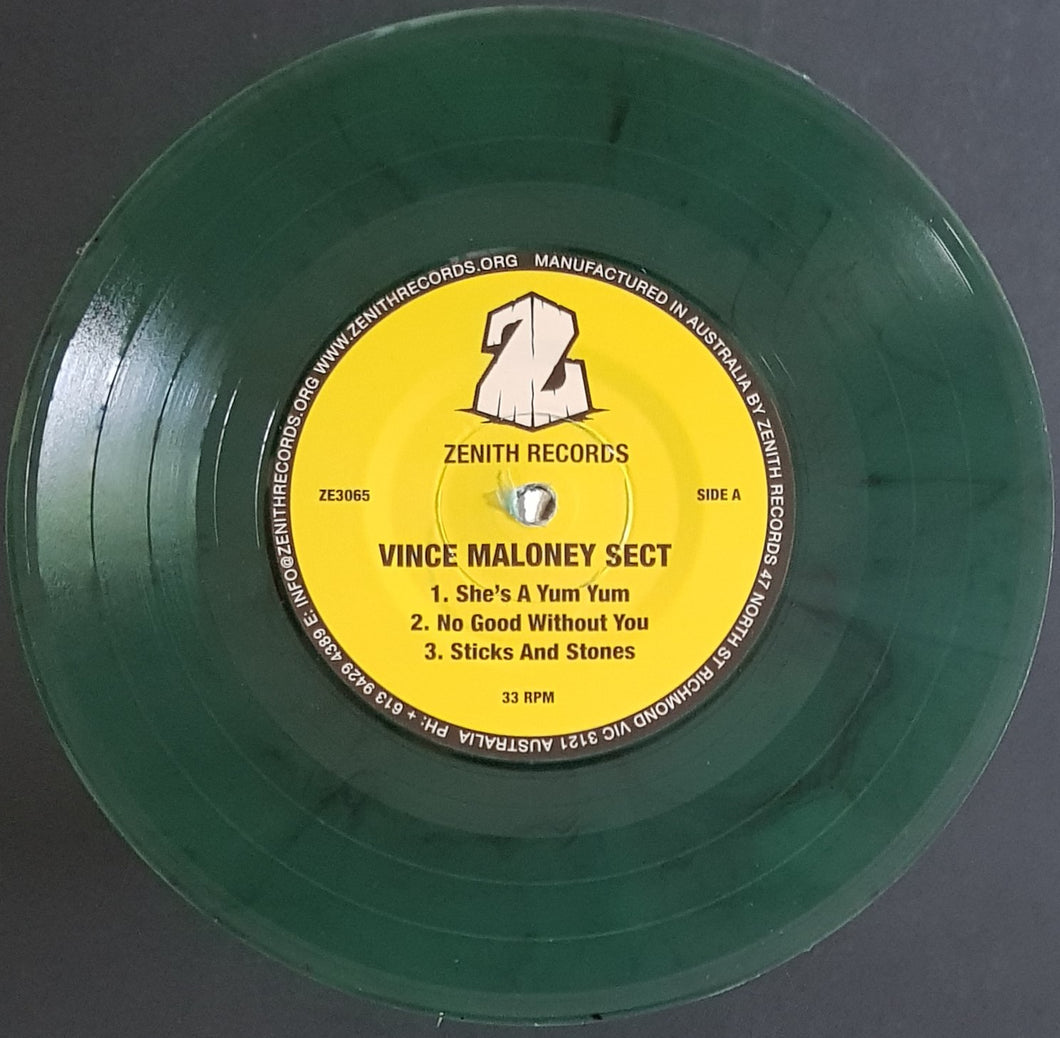 Z
ZENITH RECORDS
ZE3065
SIDE A
VINCE MALONEY SECT
1. She's A Yum Yum
2. No Good Without You
3. Sticks And Stones
33 RPM
MANUFACTURED IN AUSTRALIA BY ZENITH RECORDS 47 NORTH ST RICHMOND VIC 3121 AUSTRALIA PH: + 613 9429 4389 E: INFO@ZENITHRECORDS.ORG WWW.ZENITHRECORDS.ORG